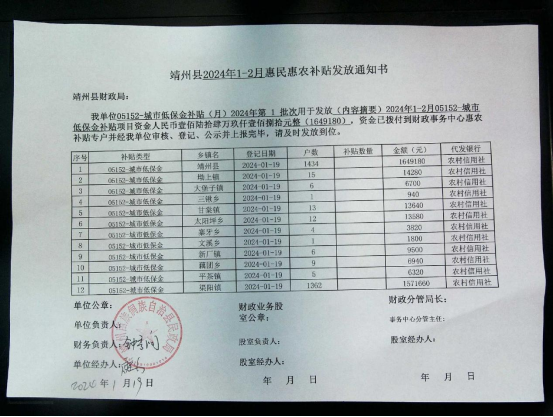 靖州县2024年1-2月惠民惠农补贴发放通知书
靖州县财政局:
我单位05152-城市低保金补贴（月）2024年第 1 批次用于发放（内容摘要）2024年1-2月05152-城市
低保金补贴项目资金人民币壹佰陆拾肆万玖仟壹佰捌拾元整（1649180），资金已拨付到财政事务中心惠农
补贴专户并经我单位审核、登记、公示并上报完毕，请及时发放到位。
序号 补贴类型 乡镇名 登记日期 户数 补贴数量 金额（元） 代发银行
1 05152-城市低保金 靖州县 2024-01-19 1434 1649180 农村信用社
2 05152-城市低保金 坳上镇 2024-01-19 15 14280 农村信用社
3 05152-城市低保金 大堡子镇 2024-01-19 6 6700 农村信用社
4 05152-城市低保金 三锹乡 2024-01-19 1 940 农村信用社
5 05152-城市低保金 甘棠镇 2024-01-19 13 12640 农村信用社
6 05152-城市低保金 太阳坪乡 2024-01-19 12 13580 农村信用社
7 05152-城市低保金 寨牙乡 2024-01-19 4 3820 农村信用社
8 05152-城市低保金 文溪乡 2024-01-19 1 1800 农村信用社
9 05152-城市低保金 新厂镇 2024-01-19 6 9500 农村信用社
10 05152-城市低保金 藕团乡 2024-01-19 9 6940 农村信用社
11 05152-城市低保金 平茶镇 2024-01-19 5 6320 农村信用社
12 05152-城市低保金 渠阳镇 2024-01-19 1362 1571660 农村信用社
单位公章: 财政业务股 财政分管局长:
室公章: 事务中心分管主任:
单位负责人:
财务负责人: 股室负责人: 股室经办人:
单位经办人: 股室经办人:
2024 年 1 月 19 日 年 月 日 年 月 日